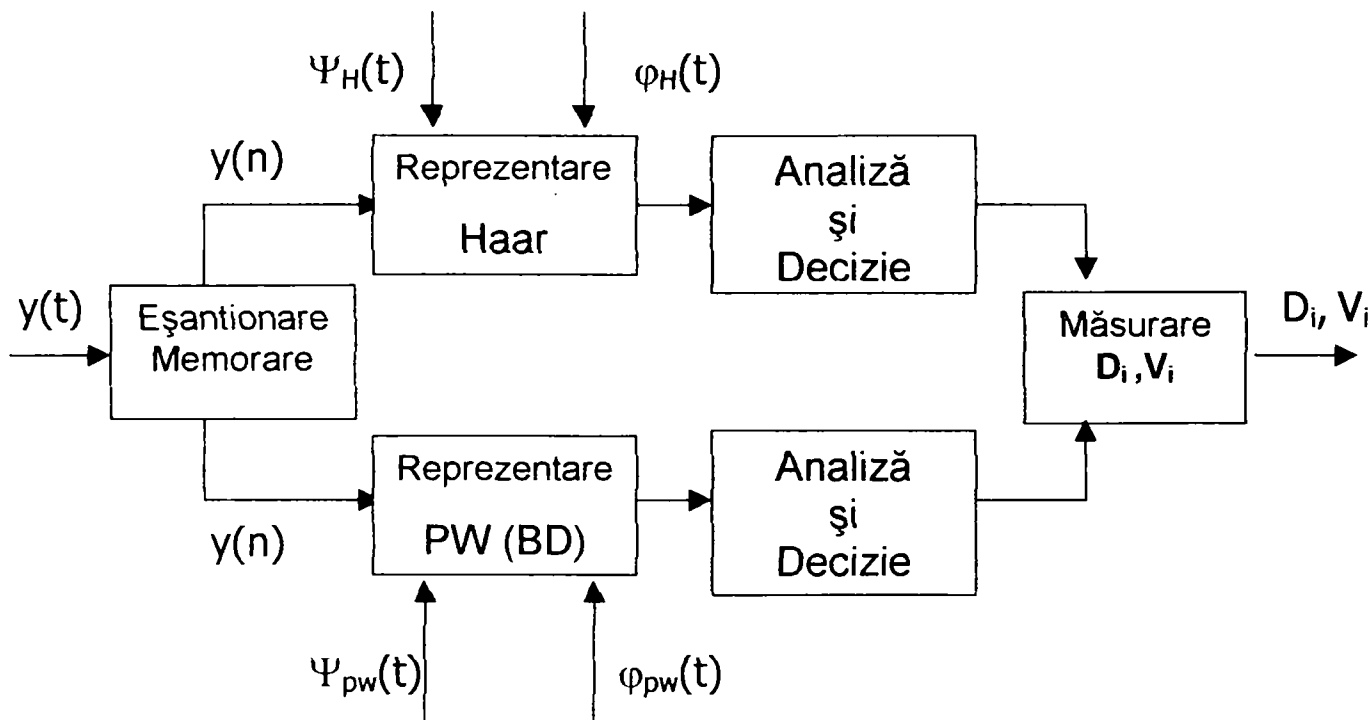 Ψ_H(t)
φ_H(t)
y(n)
Reprezentare
Haar
Analiză
şi
Decizie
y(t)
Eşantionare
Memorare
Măsurare
D_i ,V_i
D_i, V_i
Reprezentare
PW (BD)
Analiză
şi
Decizie
y(n)
Ψ_pw(t)
φ_pw(t)